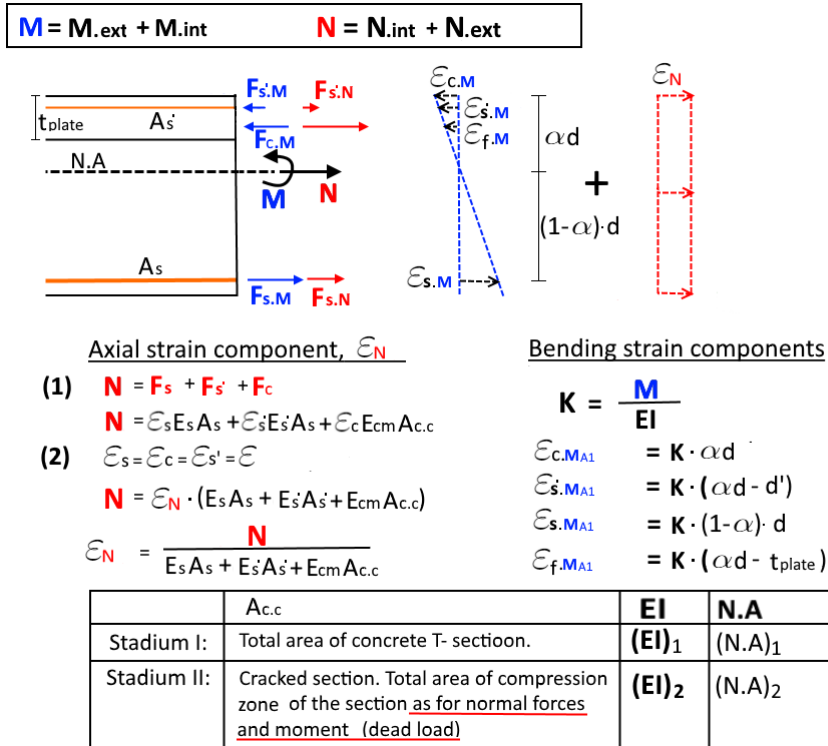 M = M.ext + M.int N = N.int + N.ext
Fs'.M Fs'.N
tplate As'
Fc.M
N.A
M N
As
Fs.M Fs.N
εc.M
εs'.M
εf.M
αd
(1-α)·d
εs.M
+
εN
Axial strain component, εN
(1) N = Fs + Fs' + Fc
N = εsEsAs + εs'Es'As' + εcEcmAc.c
(2) εs = εc = εs' = ε
N = εN · (EsAs + Es'As' + EcmAc.c)
εN = N / EsAs + Es'As' + EcmAc.c
Bending strain components
K = M / EI
εc.MA1 = K · αd
εs'.MA1 = K · (αd - d')
εs.MA1 = K · (1-α)· d
εf.MA1 = K · (αd - tplate)
Ac.c EI N.A
Stadium I: Total area of concrete T- sectioon. (EI)1 (N.A)1
Stadium II: Cracked section. Total area of compression (EI)2 (N.A)2
zone of the section as for normal forces
and moment (dead load)